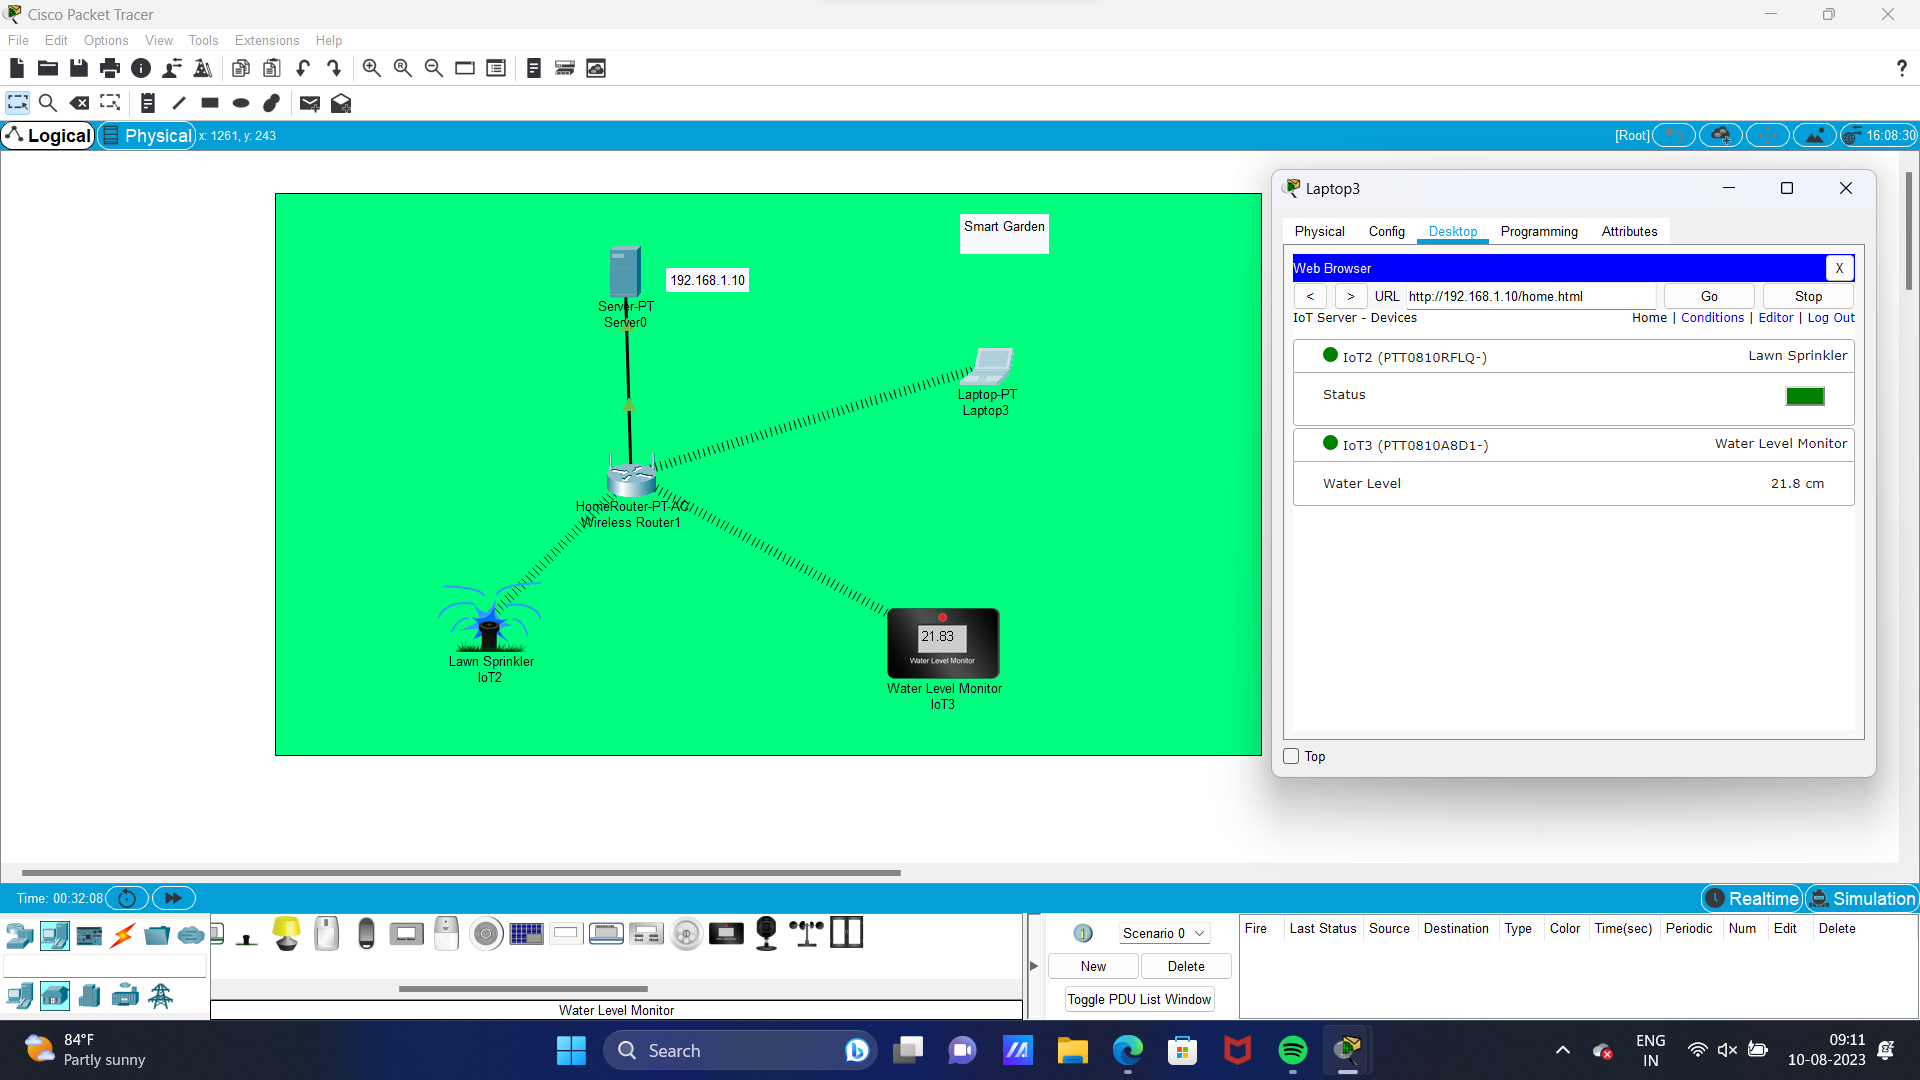 Cisco Packet Tracer
File Edit Options View Tools Extensions Help
?
Logical Physical x: 1261, y: 243 [Root] 16:08:30
Smart Garden
192.168.1.10
Server-PT
Server0
Laptop-PT
Laptop3
HomeRouter-PT-AC
Wireless Router1
Lawn Sprinkler
IoT2
21.83
Water Level Monitor
Water Level Monitor
IoT3
Laptop3
Physical Config Desktop Programming Attributes
Web Browser X
< > URL http://192.168.1.10/home.html Go Stop
IoT Server - Devices Home | Conditions | Editor | Log Out
IoT2 (PTT0810RFLQ-) Lawn Sprinkler
Status
IoT3 (PTT0810A8D1-) Water Level Monitor
Water Level 21.8 cm
Top
Time: 00:32:08 Realtime Simulation
Scenario 0
New Delete
Toggle PDU List Window
Fire Last Status Source Destination Type Color Time(sec) Periodic Num Edit Delete
Water Level Monitor
84°F
Partly sunny
Search
ENG
IN
09:11
10-08-2023